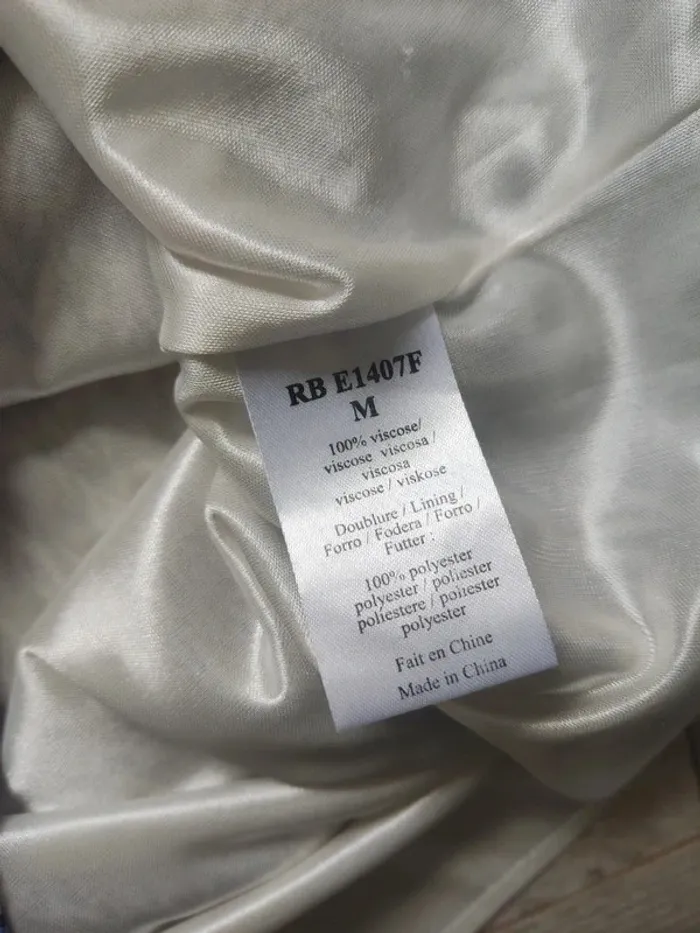 RB E1407F
M
100% viscose/
viscose viscosa /
viscosa
viscose / viskose
Doublure / Lining /
Forro / Fodera / Forro /
Futter :
100% polyester
polyester / poliester
poliestere / poliester
polyester
Fait en Chine
Made in China